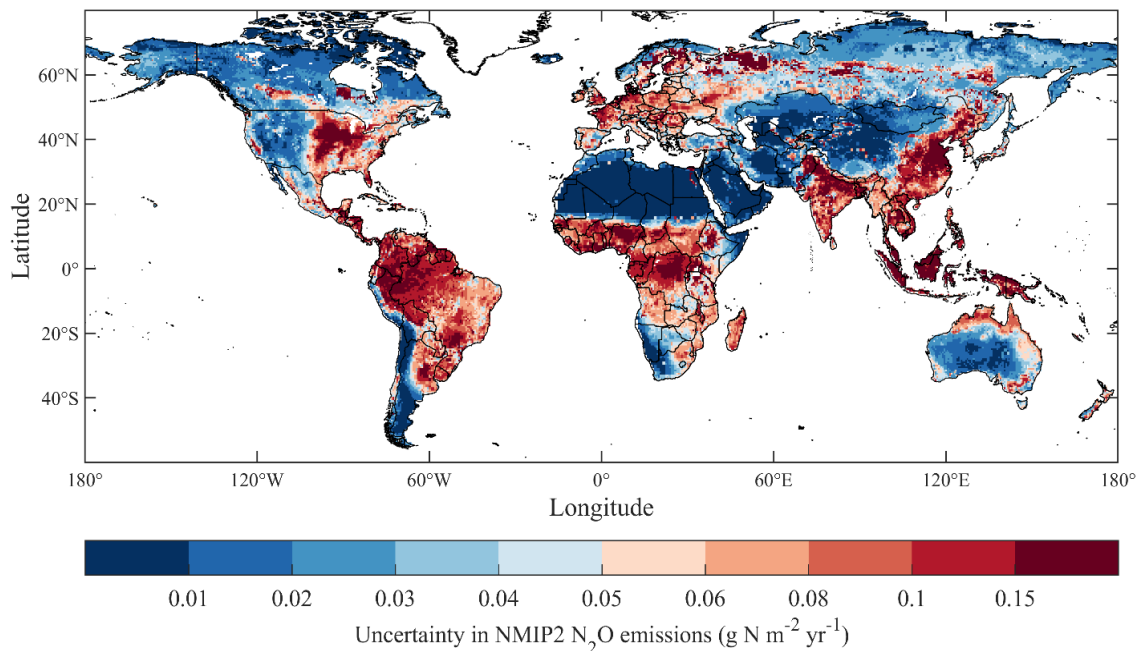 60°N
40°N
20°N
0°
20°S
40°S
Latitude
180°
120°W
60°W
0°
60°E
120°E
180°
Longitude
0.01
0.02
0.03
0.04
0.05
0.06
0.08
0.1
0.15
Uncertainty in NMIP2 N₂O emissions (g N m⁻² yr⁻¹)